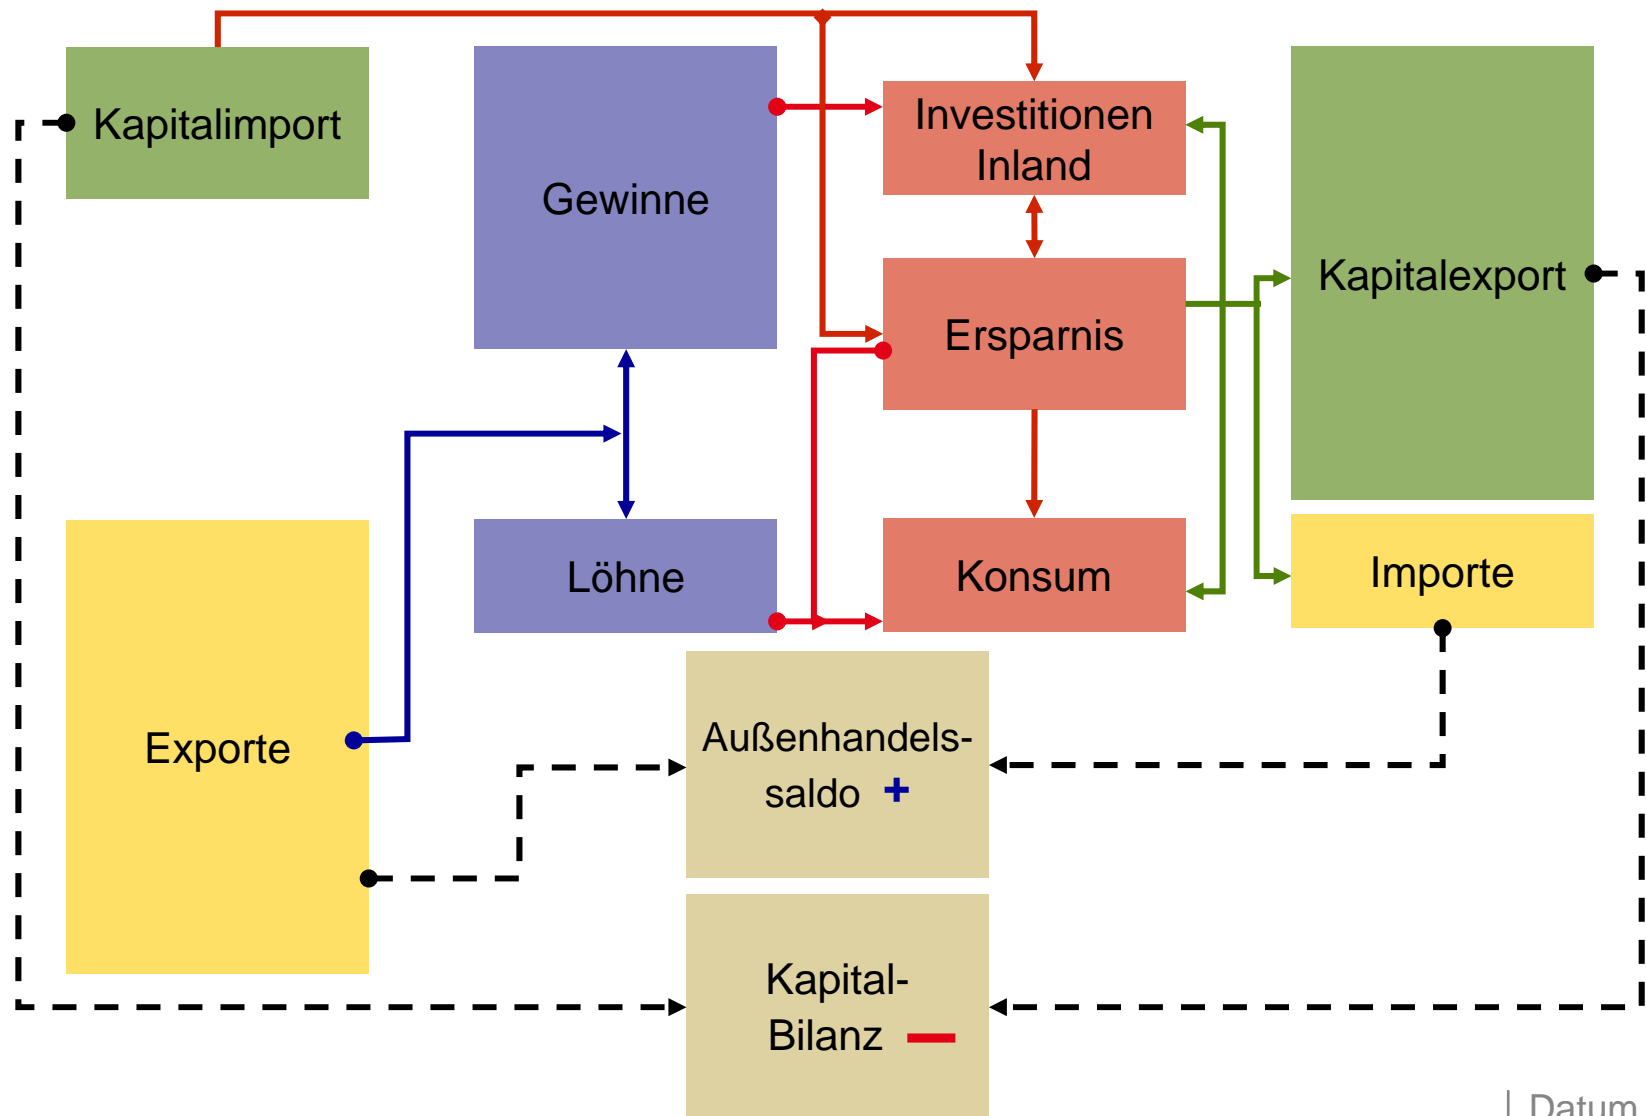 Kapitalimport
Gewinne
Investitionen
Inland
Kapitalexport
Ersparnis
Exporte
Löhne
Konsum
Importe
Außenhandels-
saldo +
Kapital-
Bilanz —
Datum